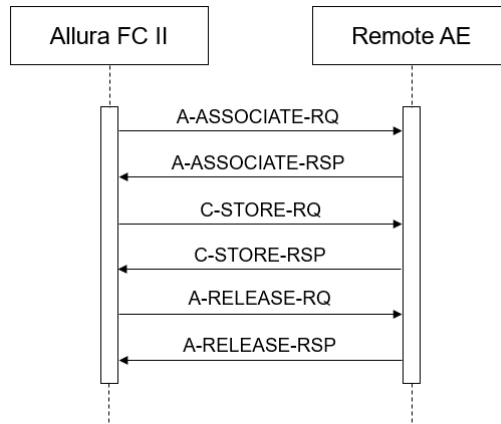 Allura FC II
Remote AE
A-ASSOCIATE-RQ
A-ASSOCIATE-RSP
C-STORE-RQ
C-STORE-RSP
A-RELEASE-RQ
A-RELEASE-RSP